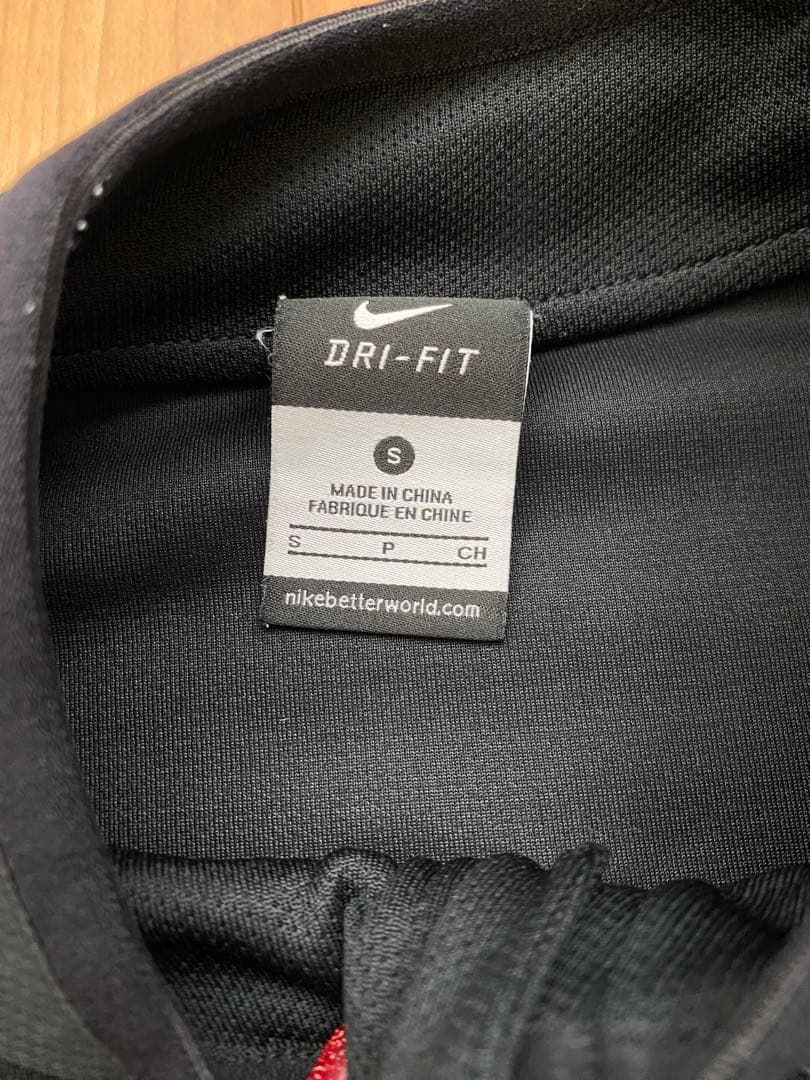 DRI-FIT
S
MADE IN CHINA
FABRIQUE EN CHINE
S P CH
nikebetterworld.com